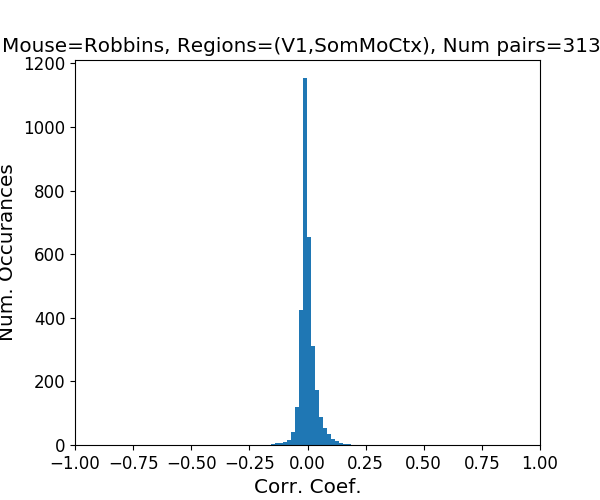 Mouse=Robbins, Regions=(V1,SomMoCtx), Num pairs=313
1200
1000
800
600
400
200
0
Num. Occurances
−1.00 −0.75 −0.50 −0.25 0.00 0.25 0.50 0.75 1.00
Corr. Coef.